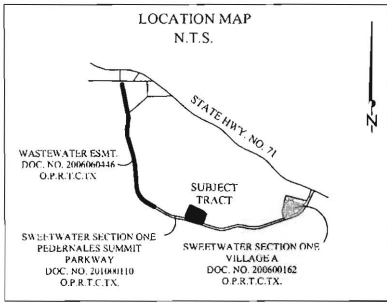 LOCATION MAP
N.T.S.
STATE HWY. NO. 71
N
WASTEWATER ESMT.
DOC. NO. 2006060446
O.P.R.T.C.TX
SUBJECT
TRACT
SWEETWATER SECTION ONE
PEDERNALES SUMMIT
PARKWAY
DOC. NO. 201000110
O.P.R.T.C.TX.
SWEETWATER SECTION ONE
VILLAGE A
DOC. NO. 200600162
O.P.R.T.C.TX.